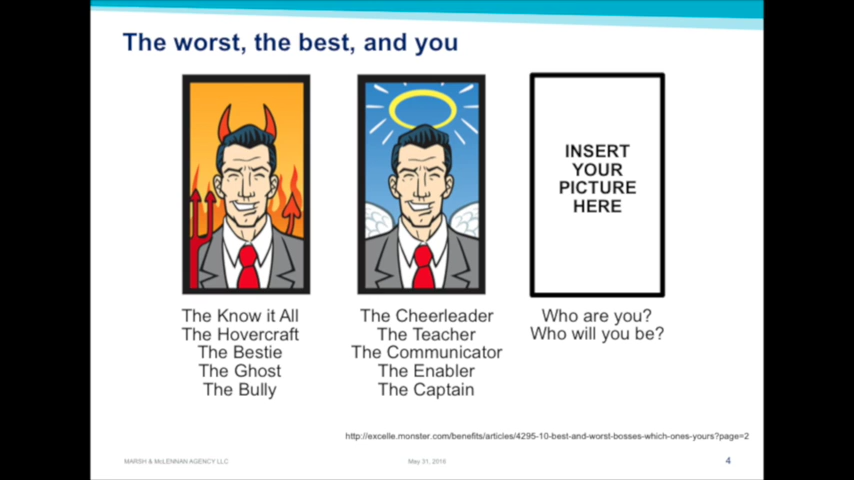 The worst, the best, and you
INSERT
YOUR
PICTURE
HERE
The Know it All
The Hovercraft
The Bestie
The Ghost
The Bully
The Cheerleader
The Teacher
The Communicator
The Enabler
The Captain
Who are you?
Who will you be?
http://excelle.monster.com/benefits/articles/4295-10-best-and-worst-bosses-which-ones-yours?page=2
MARSH & McLENNAN AGENCY LLC
May 31, 2016
4